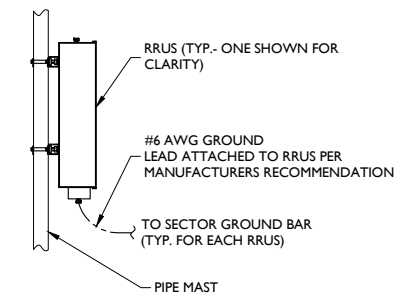 RRUS (TYP.- ONE SHOWN FOR
CLARITY)
#6 AWG GROUND
LEAD ATTACHED TO RRUS PER
MANUFACTURERS RECOMMENDATION
TO SECTOR GROUND BAR
(TYP. FOR EACH RRUS)
PIPE MAST